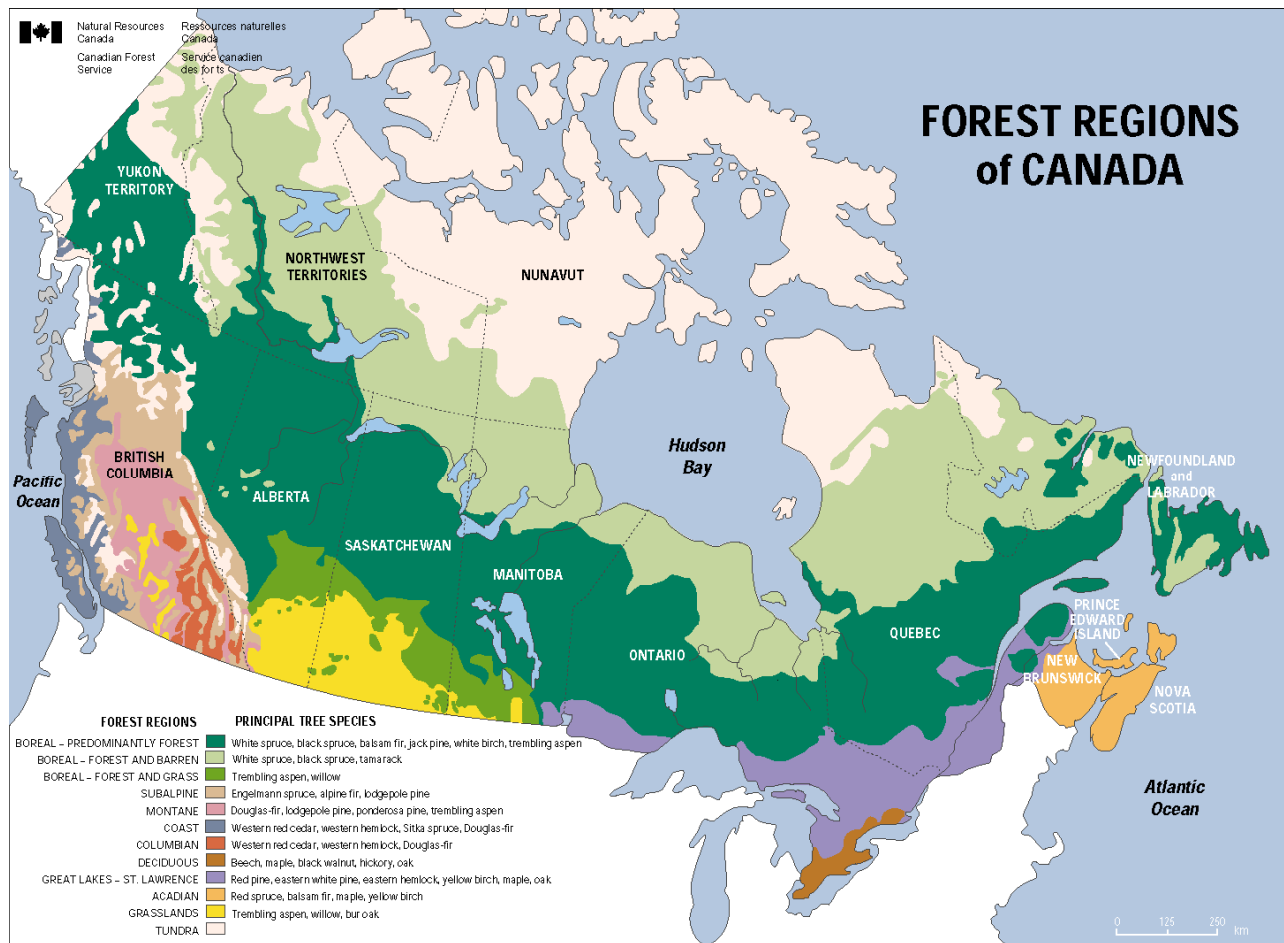 Natural Resources Canada
Ressources naturelles Canada
Canadian Forest Service
Service canadien des for ts
FOREST REGIONS
of CANADA
YUKON
TERRITORY
NORTHWEST
TERRITORIES
NUNAVUT
Hudson
Bay
BRITISH
COLUMBIA
Pacific
Ocean
ALBERTA
SASKATCHEWAN
MANITOBA
ONTARIO
QUEBEC
NEWFOUNDLAND
and
LABRADOR
PRINCE
EDWARD
ISLAND
NEW
BRUNSWICK
NOVA
SCOTIA
Atlantic
Ocean
FOREST REGIONS PRINCIPAL TREE SPECIES
BOREAL – PREDOMINANTLY FOREST White spruce, black spruce, balsam fir, jack pine, white birch, trembling aspen
BOREAL – FOREST AND BARREN White spruce, black spruce, tamarack
BOREAL – FOREST AND GRASS Trembling aspen, willow
SUBALPINE Engelmann spruce, alpine fir, lodgepole pine
MONTANE Douglas-fir, lodgepole pine, ponderosa pine, trembling aspen
COAST Western red cedar, western hemlock, Sitka spruce, Douglas-fir
COLUMBIAN Western red cedar, western hemlock, Douglas-fir
DECIDUOUS Beech, maple, black walnut, hickory, oak
GREAT LAKES – ST. LAWRENCE Red pine, eastern white pine, eastern hemlock, yellow birch, maple, oak
ACADIAN Red spruce, balsam fir, maple, yellow birch
GRASSLANDS Trembling aspen, willow, bur oak
TUNDRA
0 125 250 km